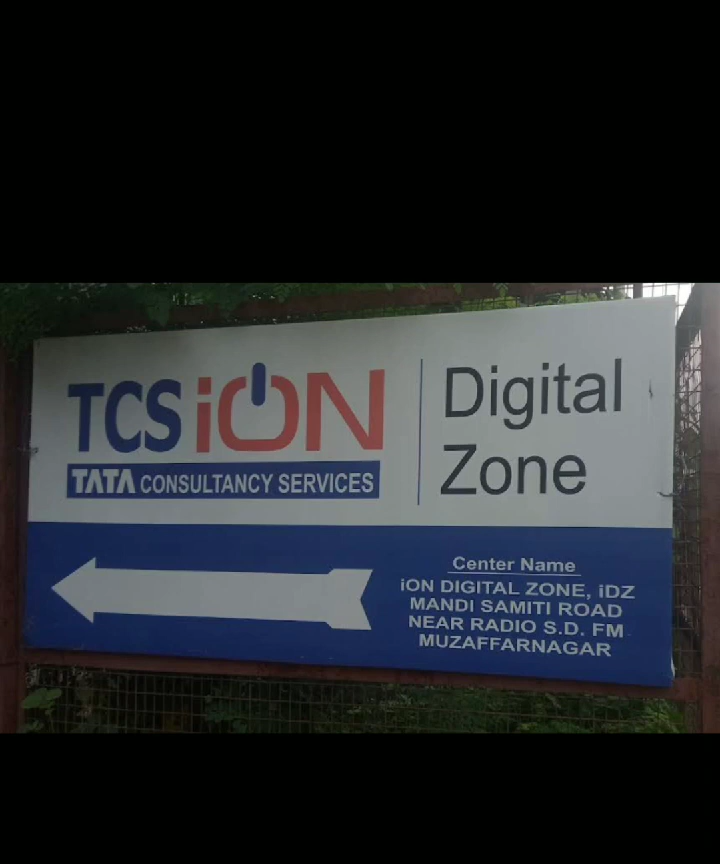 TCS iON
TATA CONSULTANCY SERVICES
Digital
Zone
Center Name
iON DIGITAL ZONE, iDZ
MANDI SAMITI ROAD
NEAR RADIO S.D. FM
MUZAFFARNAGAR